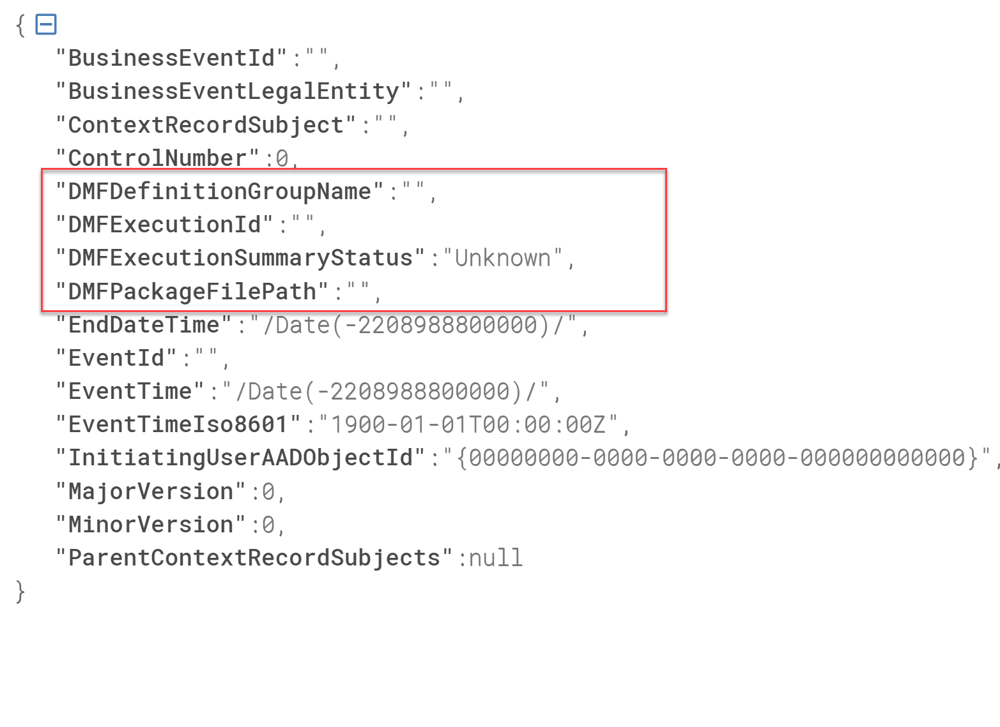 {
"BusinessEventId":"",
"BusinessEventLegalEntity":"",
"ContextRecordSubject":"",
"ControlNumber":0,
"DMFDefinitionGroupName":"",
"DMFExecutionId":"",
"DMFExecutionSummaryStatus":"Unknown",
"DMFPackageFilePath":"",
"EndDateTime":"/Date(-2208988800000)/",
"EventId":"",
"EventTime":"/Date(-2208988800000)/",
"EventTimeIso8601":"1900-01-01T00:00:00Z",
"InitiatingUserAADObjectId":"{00000000-0000-0000-0000-000000000000}",
"MajorVersion":0,
"MinorVersion":0,
"ParentContextRecordSubjects":null
}